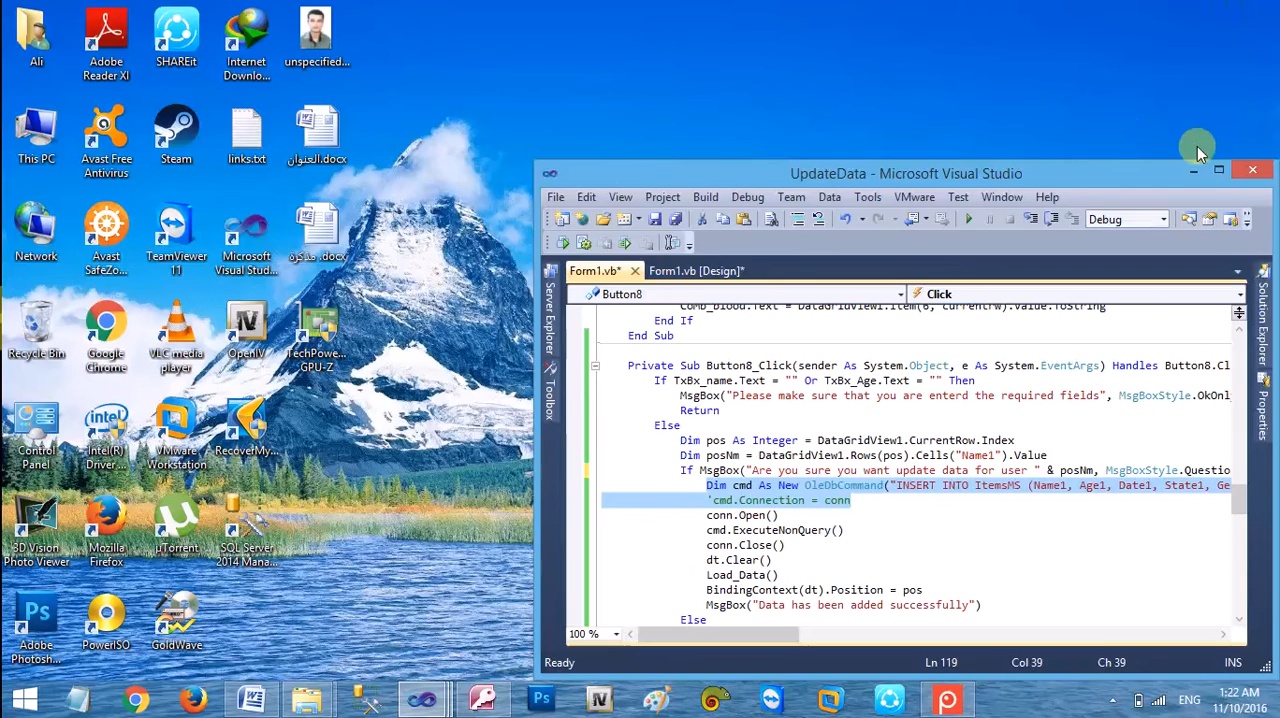 Ali
Adobe
Reader XI
SHAREit
Internet
Downlo...
unspecified...
This PC
Avast Free
Antivirus
Steam
links.txt
العنوان.docx
Network
Avast
SafeZo...
TeamViewer
11
Microsoft
Visual Stud...
مذكرة.docx
Recycle Bin
Google
Chrome
VLC media
player
OpenIV
TechPowe...
GPU-Z
Control
Panel
Intel(R)
Driver ...
VMware
Workstation
RecoverMy...
3D Vision
Photo Viewer
Mozilla
Firefox
µTorrent
SQL Server
2014 Mana...
Adobe
Photosh...
PowerISO
GoldWave
UpdateData - Microsoft Visual Studio
File Edit View Project Build Debug Team Data Tools VMware Test Window Help
Debug
Form1.vb* Form1.vb [Design]*
Button8 Click
Server Explorer
Toolbox
Solution Explorer
Properties
CoMb_blood.Text = DataGridView1.Item(6, currentRw).Value.ToString
End If
End Sub
Private Sub Button8_Click(sender As System.Object, e As System.EventArgs) Handles Button8.Cl
If TxBx_name.Text = "" Or TxBx_Age.Text = "" Then
MsgBox("Please make sure that you are enterd the required fields", MsgBoxStyle.OkOnl
Return
Else
Dim pos As Integer = DataGridView1.CurrentRow.Index
Dim posNm = DataGridView1.Rows(pos).Cells("Name1").Value
If MsgBox("Are you sure you want update data for user " & posNm, MsgBoxStyle.Questio
Dim cmd As New OleDbCommand("INSERT INTO ItemsMS (Name1, Age1, Date1, State1, Ge
'cmd.Connection = conn
conn.Open()
cmd.ExecuteNonQuery()
conn.Close()
dt.Clear()
Load_Data()
BindingContext(dt).Position = pos
MsgBox("Data has been added successfully")
Else
100 %
Ready Ln 119 Col 39 Ch 39 INS
ENG
1:22 AM
11/10/2016